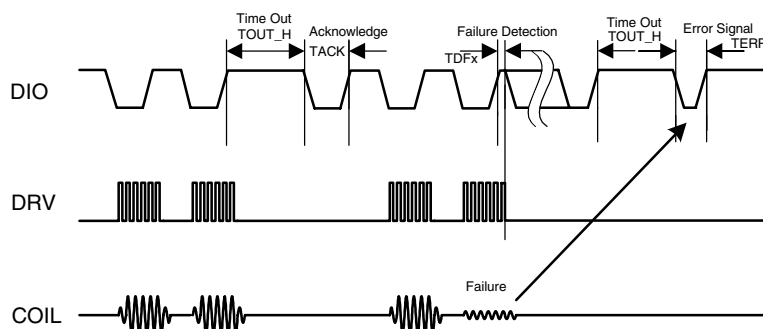 Time Out
TOUT_H
Acknowledge
TACK
Failure Detection
TDFx
Time Out
TOUT_H
Error Signal
TERR
DIO
DRV
Failure
COIL